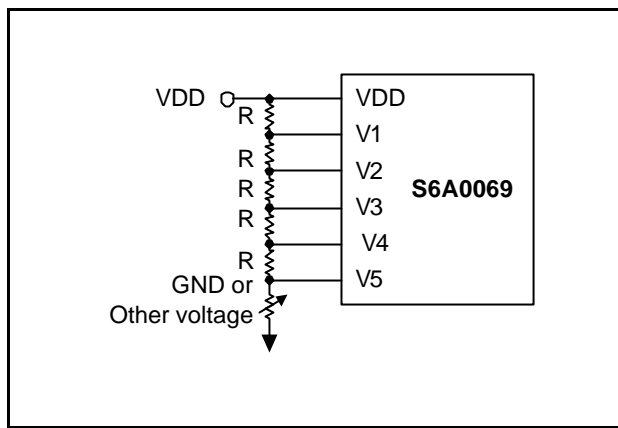 VDD VDD
R
V1
R
V2
R
S6A0069
V3
R
V4
R
GND or
V5
Other voltage